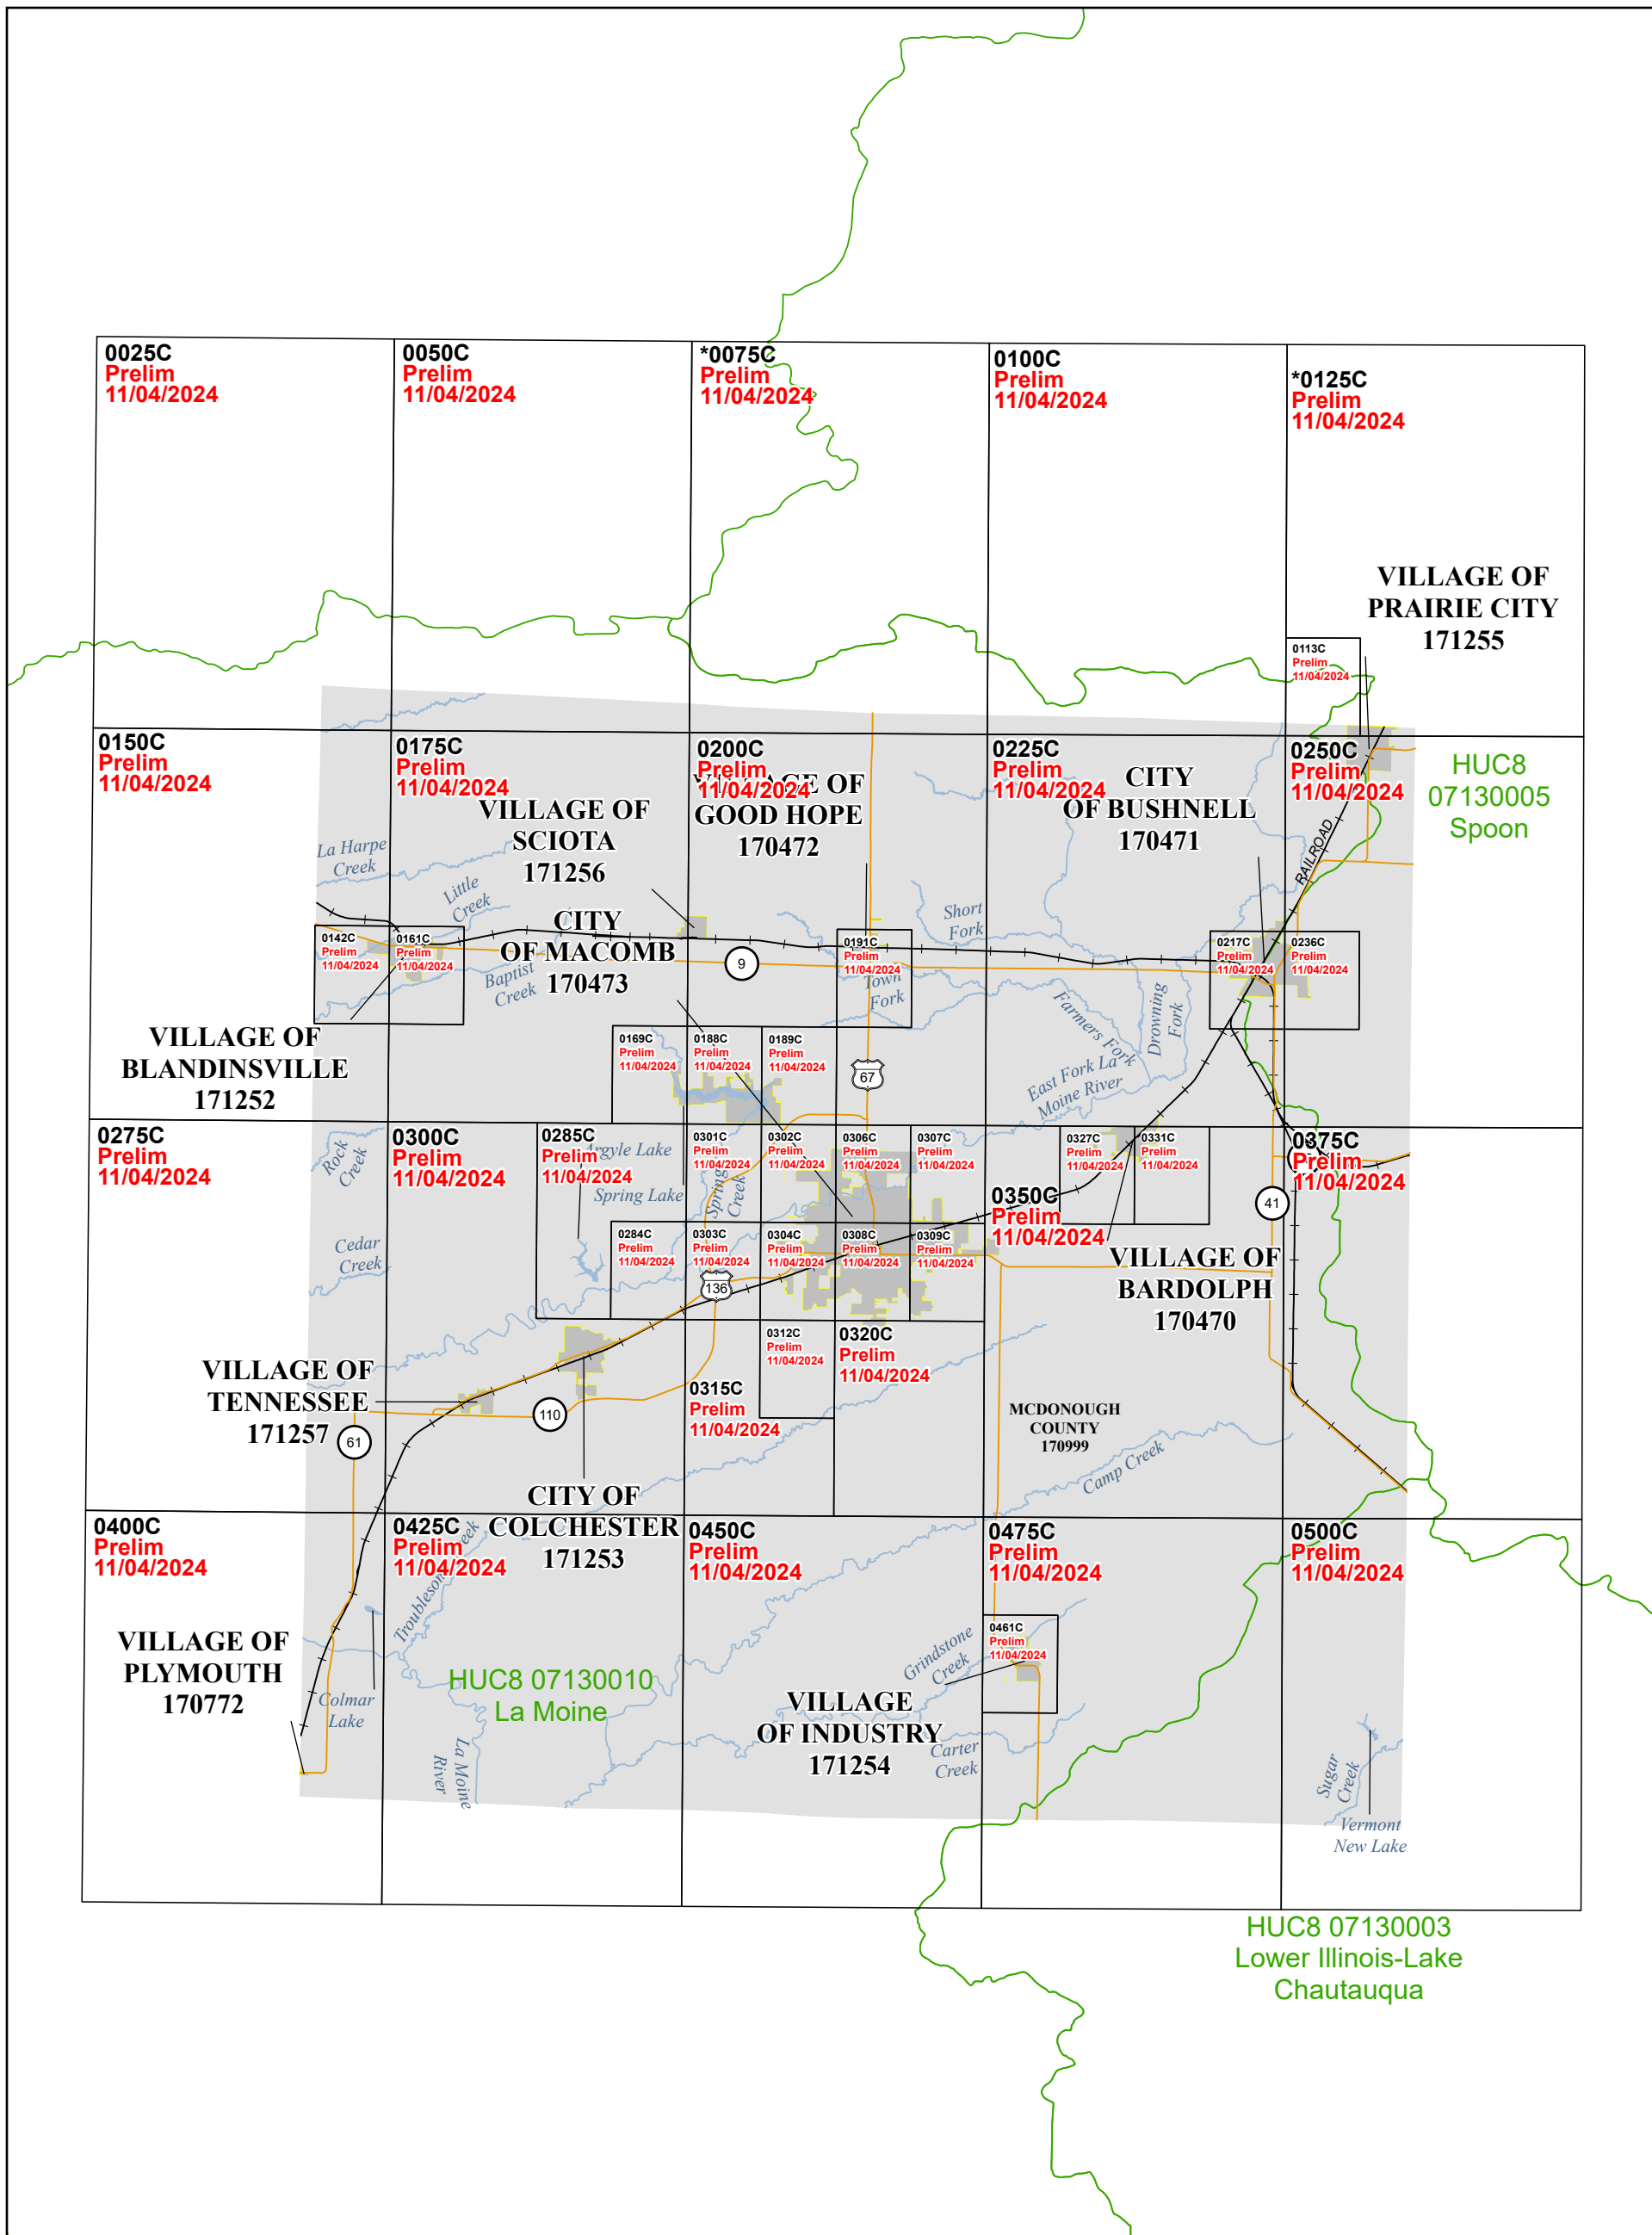 0025C
Prelim
11/04/2024
0050C
Prelim
11/04/2024
*0075C
Prelim
11/04/2024
0100C
Prelim
11/04/2024
*0125C
Prelim
11/04/2024
VILLAGE OF
PRAIRIE CITY
171255
0113C
Prelim
11/04/2024
0150C
Prelim
11/04/2024
0175C
Prelim
11/04/2024
VILLAGE OF
SCIOTA
171256
0200C
Prelim
11/04/2024
VILLAGE OF
GOOD HOPE
170472
0225C
Prelim
11/04/2024
CITY
OF BUSHNELL
170471
0250C
Prelim
11/04/2024
HUC8
07130005
Spoon
RAILROAD
La Harpe
Creek
Little
Creek
CITY
OF MACOMB
170473
Short
Fork
0142C
Prelim
11/04/2024
0161C
Prelim
11/04/2024
Baptist
Creek
9
0191C
Prelim
11/04/2024
Town
Fork
0217C
Prelim
11/04/2024
0236C
Prelim
11/04/2024
Farmers Fork
Drowning
Fork
East Fork La
Moine River
VILLAGE OF
BLANDINSVILLE
171252
0169C
Prelim
11/04/2024
0188C
Prelim
11/04/2024
0189C
Prelim
11/04/2024
67
0275C
Prelim
11/04/2024
Rock
Creek
0300C
Prelim
11/04/2024
0285C
Prelim
11/04/2024
Argyle Lake
Spring Lake
Spring
Creek
0301C
Prelim
11/04/2024
0302C
Prelim
11/04/2024
0306C
Prelim
11/04/2024
0307C
Prelim
11/04/2024
0327C
Prelim
11/04/2024
0331C
Prelim
11/04/2024
0375C
Prelim
11/04/2024
0350C
Prelim
11/04/2024
41
Cedar
Creek
0284C
Prelim
11/04/2024
0303C
Prelim
11/04/2024
0304C
Prelim
11/04/2024
0308C
Prelim
11/04/2024
0309C
Prelim
11/04/2024
136
VILLAGE OF
BARDOLPH
170470
0312C
Prelim
11/04/2024
0320C
Prelim
11/04/2024
VILLAGE OF
TENNESSEE
171257
61
110
0315C
Prelim
11/04/2024
MCDONOUGH
COUNTY
170999
Camp Creek
CITY OF
COLCHESTER
171253
0400C
Prelim
11/04/2024
0425C
Prelim
11/04/2024
0450C
Prelim
11/04/2024
0475C
Prelim
11/04/2024
0500C
Prelim
11/04/2024
VILLAGE OF
PLYMOUTH
170772
Colmar
Lake
HUC8 07130010
La Moine
La Moine
River
0461C
Prelim
11/04/2024
Grindstone
Creek
VILLAGE
OF INDUSTRY
171254
Carter
Creek
Sugar
Creek
Vermont
New Lake
HUC8 07130003
Lower Illinois-Lake
Chautauqua